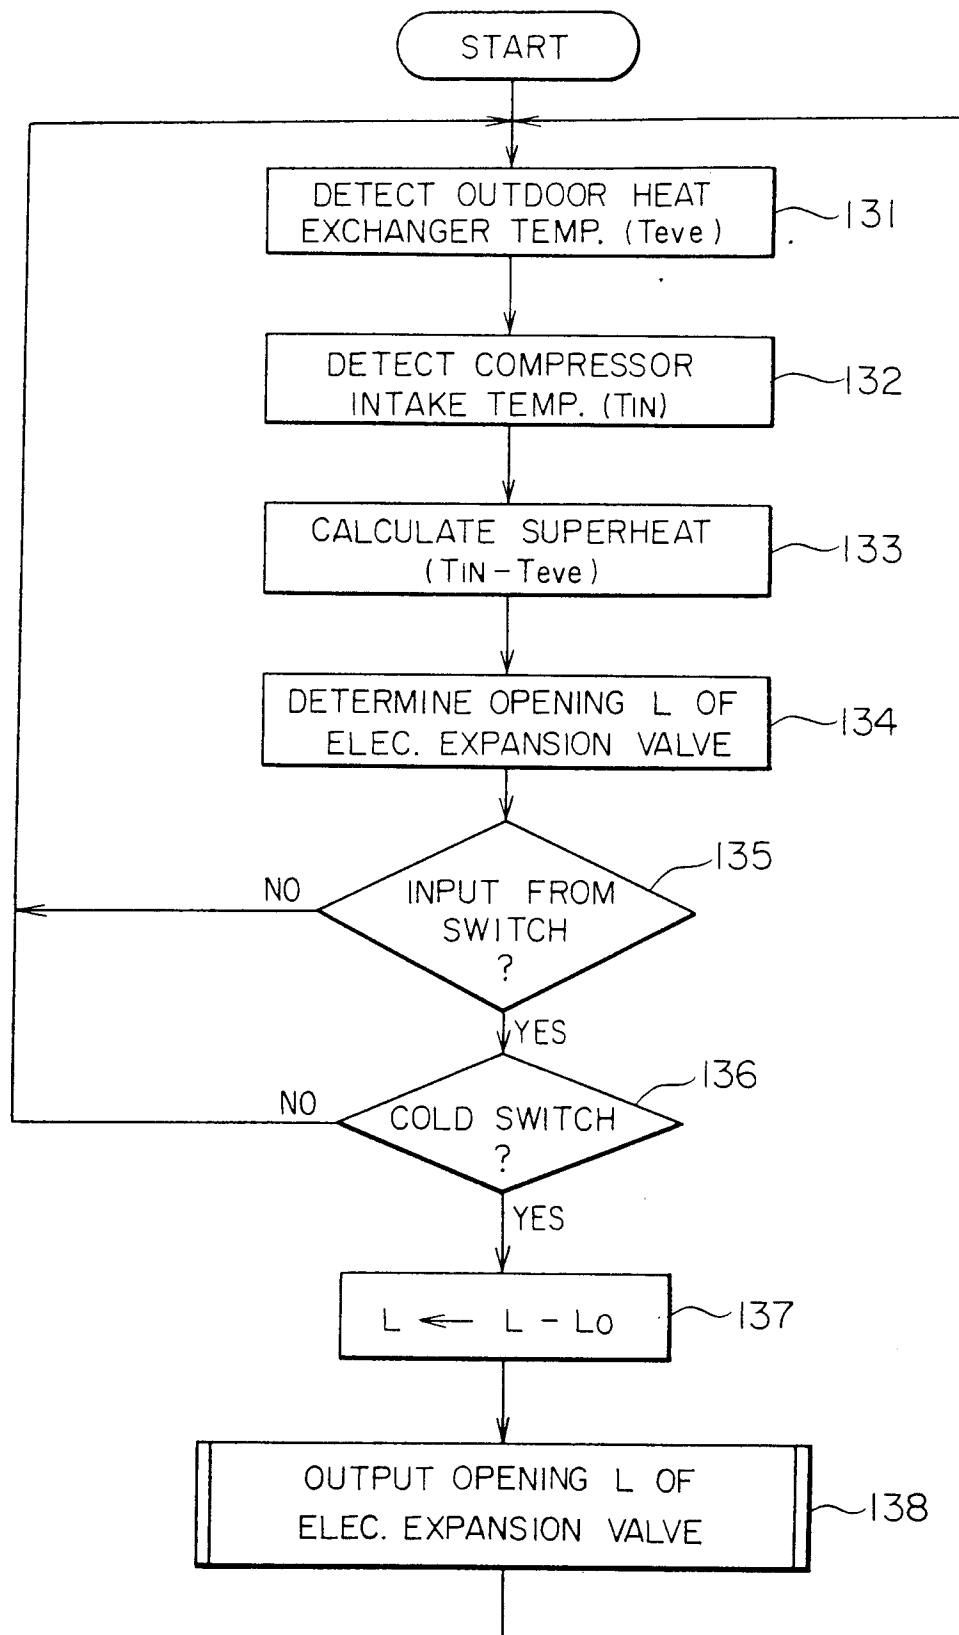 START
DETECT OUTDOOR HEAT
EXCHANGER TEMP. (Teve)
131
DETECT COMPRESSOR
INTAKE TEMP. (TIN)
132
CALCULATE SUPERHEAT
(TIN-Teve)
133
DETERMINE OPENING L OF
ELEC. EXPANSION VALVE
134
135
NO
INPUT FROM
SWITCH
?
YES
136
NO
COLD SWITCH
?
YES
L ← L - Lo
137
OUTPUT OPENING L OF
ELEC. EXPANSION VALVE
138